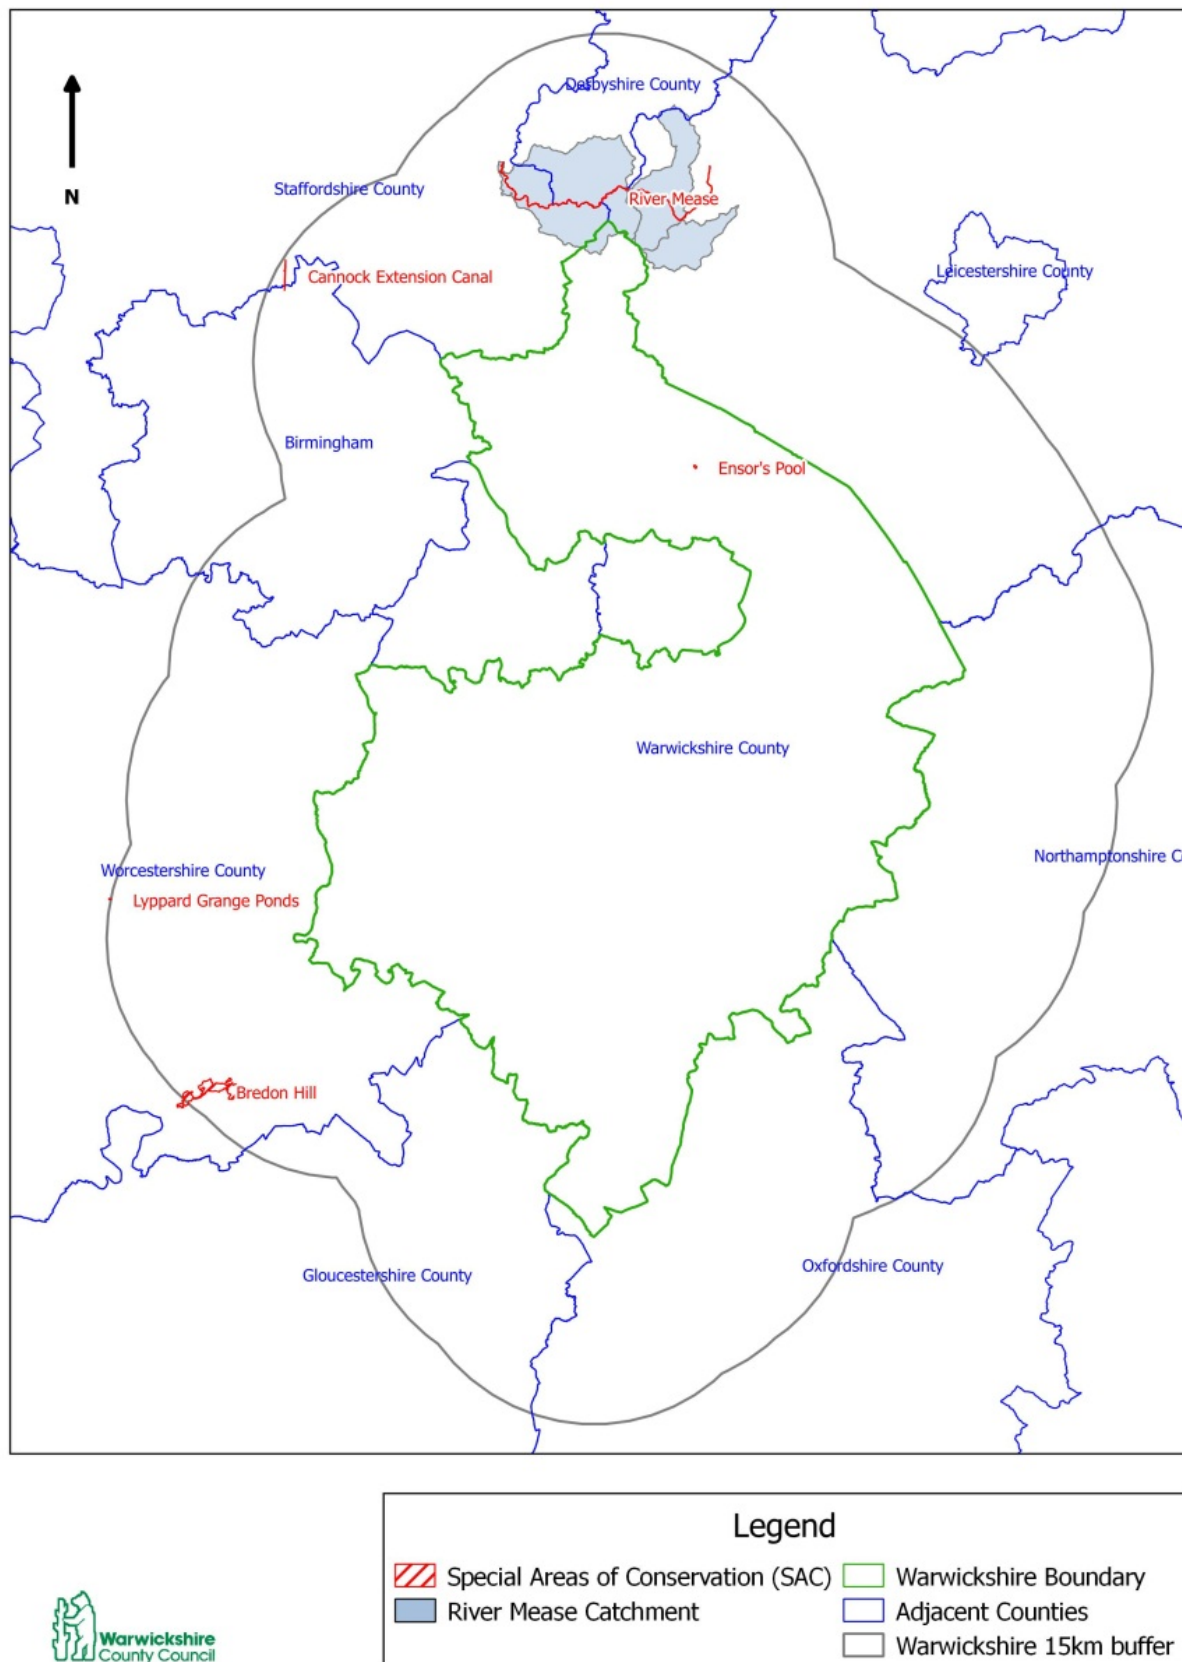 Derbyshire County
Staffordshire County
N
River Mease
Cannock Extension Canal
Leicestershire County
Birmingham
Ensor's Pool
Warwickshire County
Northamptonshire C
Worcestershire County
Lyppard Grange Ponds
Bredon Hill
Gloucestershire County
Oxfordshire County
Legend
Special Areas of Conservation (SAC)
Warwickshire Boundary
River Mease Catchment
Adjacent Counties
Warwickshire 15km buffer
Warwickshire
County Council